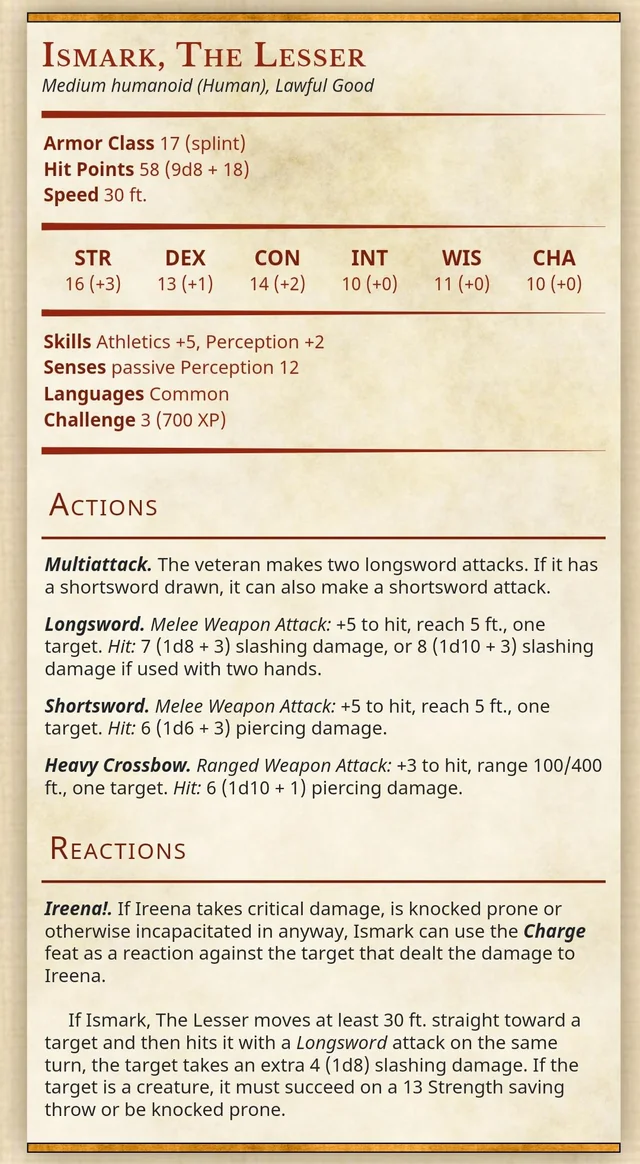 Ismark, The Lesser
Medium humanoid (Human), Lawful Good
Armor Class 17 (splint)
Hit Points 58 (9d8 + 18)
Speed 30 ft.
STR DEX CON INT WIS CHA
16 (+3) 13 (+1) 14 (+2) 10 (+0) 11 (+0) 10 (+0)
Skills Athletics +5, Perception +2
Senses passive Perception 12
Languages Common
Challenge 3 (700 XP)
Actions
Multiattack. The veteran makes two longsword attacks. If it has
a shortsword drawn, it can also make a shortsword attack.
Longsword. Melee Weapon Attack: +5 to hit, reach 5 ft., one
target. Hit: 7 (1d8 + 3) slashing damage, or 8 (1d10 + 3) slashing
damage if used with two hands.
Shortsword. Melee Weapon Attack: +5 to hit, reach 5 ft., one
target. Hit: 6 (1d6 + 3) piercing damage.
Heavy Crossbow. Ranged Weapon Attack: +3 to hit, range 100/400
ft., one target. Hit: 6 (1d10 + 1) piercing damage.
Reactions
Ireena!. If Ireena takes critical damage, is knocked prone or
otherwise incapacitated in anyway, Ismark can use the Charge
feat as a reaction against the target that dealt the damage to
Ireena.
If Ismark, The Lesser moves at least 30 ft. straight toward a
target and then hits it with a Longsword attack on the same
turn, the target takes an extra 4 (1d8) slashing damage. If the
target is a creature, it must succeed on a 13 Strength saving
throw or be knocked prone.